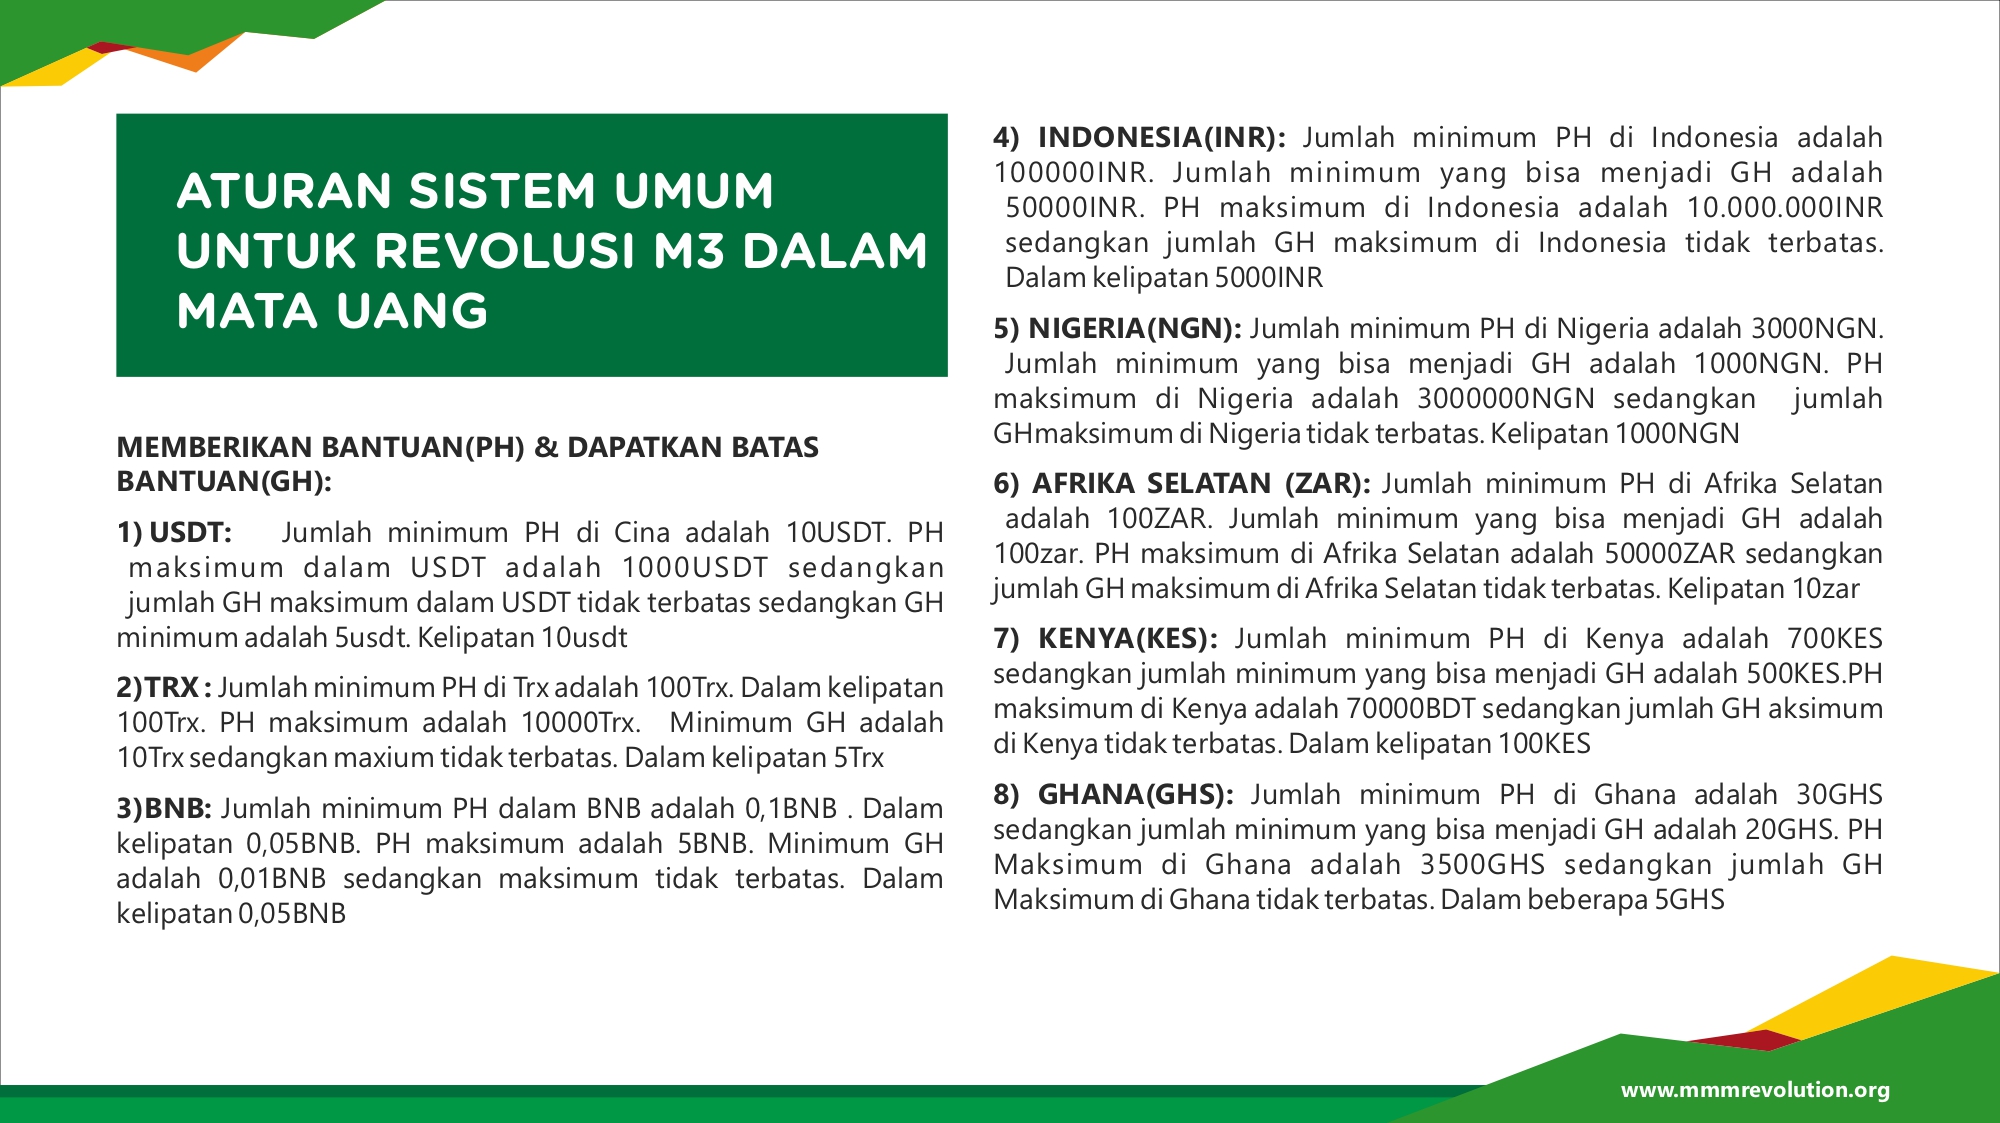 ATURAN SISTEM UMUM
UNTUK REVOLUSI M3 DALAM
MATA UANG
MEMBERIKAN BANTUAN(PH) & DAPATKAN BATAS
BANTUAN(GH):
1) USDT: Jumlah minimum PH di Cina adalah 10USDT. PH
maksimum dalam USDT adalah 1000USDT sedangkan
jumlah GH maksimum dalam USDT tidak terbatas sedangkan GH
minimum adalah 5usdt. Kelipatan 10usdt
2)TRX : Jumlah minimum PH di Trx adalah 100Trx. Dalam kelipatan
100Trx. PH maksimum adalah 10000Trx. Minimum GH adalah
10Trx sedangkan maxium tidak terbatas. Dalam kelipatan 5Trx
3)BNB: Jumlah minimum PH dalam BNB adalah 0,1BNB . Dalam
kelipatan 0,05BNB. PH maksimum adalah 5BNB. Minimum GH
adalah 0,01BNB sedangkan maksimum tidak terbatas. Dalam
kelipatan 0,05BNB
4) INDONESIA(INR): Jumlah minimum PH di Indonesia adalah
100000INR. Jumlah minimum yang bisa menjadi GH adalah
50000INR. PH maksimum di Indonesia adalah 10.000.000INR
sedangkan jumlah GH maksimum di Indonesia tidak terbatas.
Dalam kelipatan 5000INR
5) NIGERIA(NGN): Jumlah minimum PH di Nigeria adalah 3000NGN.
Jumlah minimum yang bisa menjadi GH adalah 1000NGN. PH
maksimum di Nigeria adalah 3000000NGN sedangkan jumlah
GHmaksimum di Nigeria tidak terbatas. Kelipatan 1000NGN
6) AFRIKA SELATAN (ZAR): Jumlah minimum PH di Afrika Selatan
adalah 100ZAR. Jumlah minimum yang bisa menjadi GH adalah
100zar. PH maksimum di Afrika Selatan adalah 50000ZAR sedangkan
jumlah GH maksimum di Afrika Selatan tidak terbatas. Kelipatan 10zar
7) KENYA(KES): Jumlah minimum PH di Kenya adalah 700KES
sedangkan jumlah minimum yang bisa menjadi GH adalah 500KES.PH
maksimum di Kenya adalah 70000BDT sedangkan jumlah GH aksimum
di Kenya tidak terbatas. Dalam kelipatan 100KES
8) GHANA(GHS): Jumlah minimum PH di Ghana adalah 30GHS
sedangkan jumlah minimum yang bisa menjadi GH adalah 20GHS. PH
Maksimum di Ghana adalah 3500GHS sedangkan jumlah GH
Maksimum di Ghana tidak terbatas. Dalam beberapa 5GHS
www.mmmrevolution.org